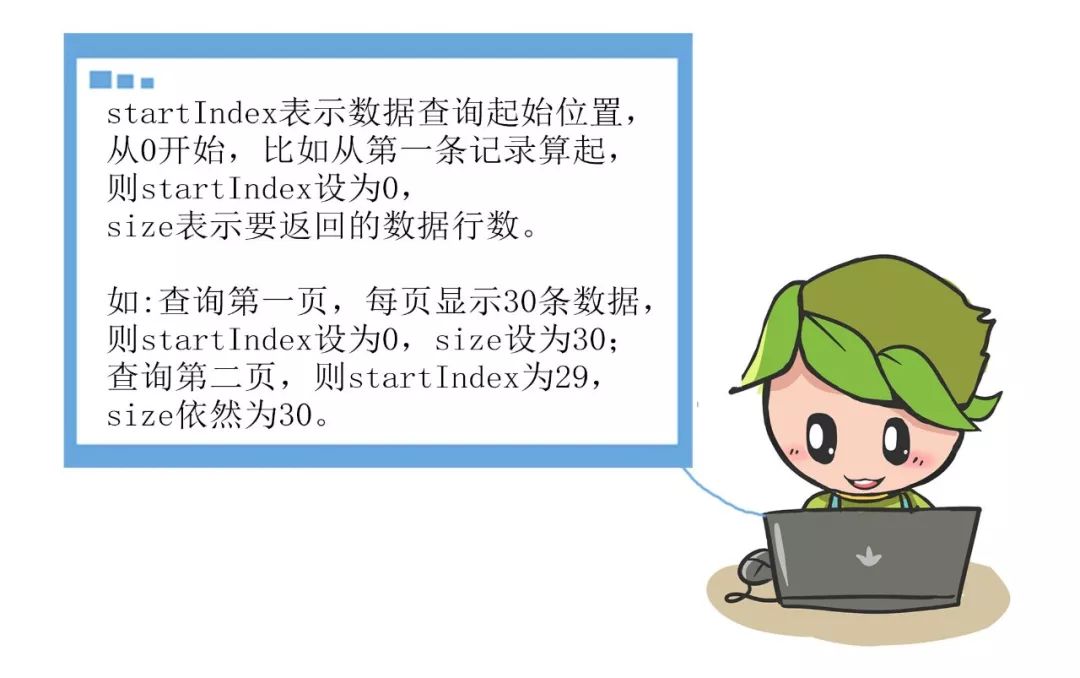 startIndex表示数据查询起始位置，
从0开始，比如从第一条记录算起，
则startIndex设为0，
size表示要返回的数据行数。
如:查询第一页，每页显示30条数据，
则startIndex设为0，size设为30；
查询第二页，则startIndex为29，
size依然为30。